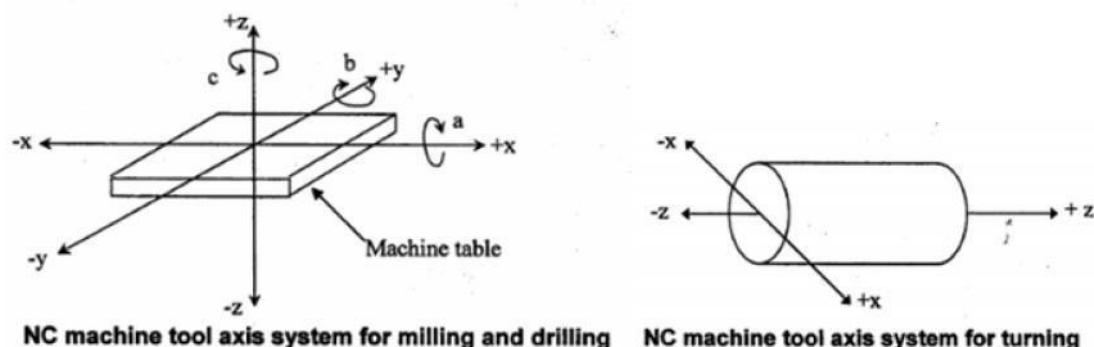 +z
c
b
+y
a
-x
+x
-y
Machine table
-z
NC machine tool axis system for milling and drilling
-x
-z
+ z
+x
NC machine tool axis system for turning